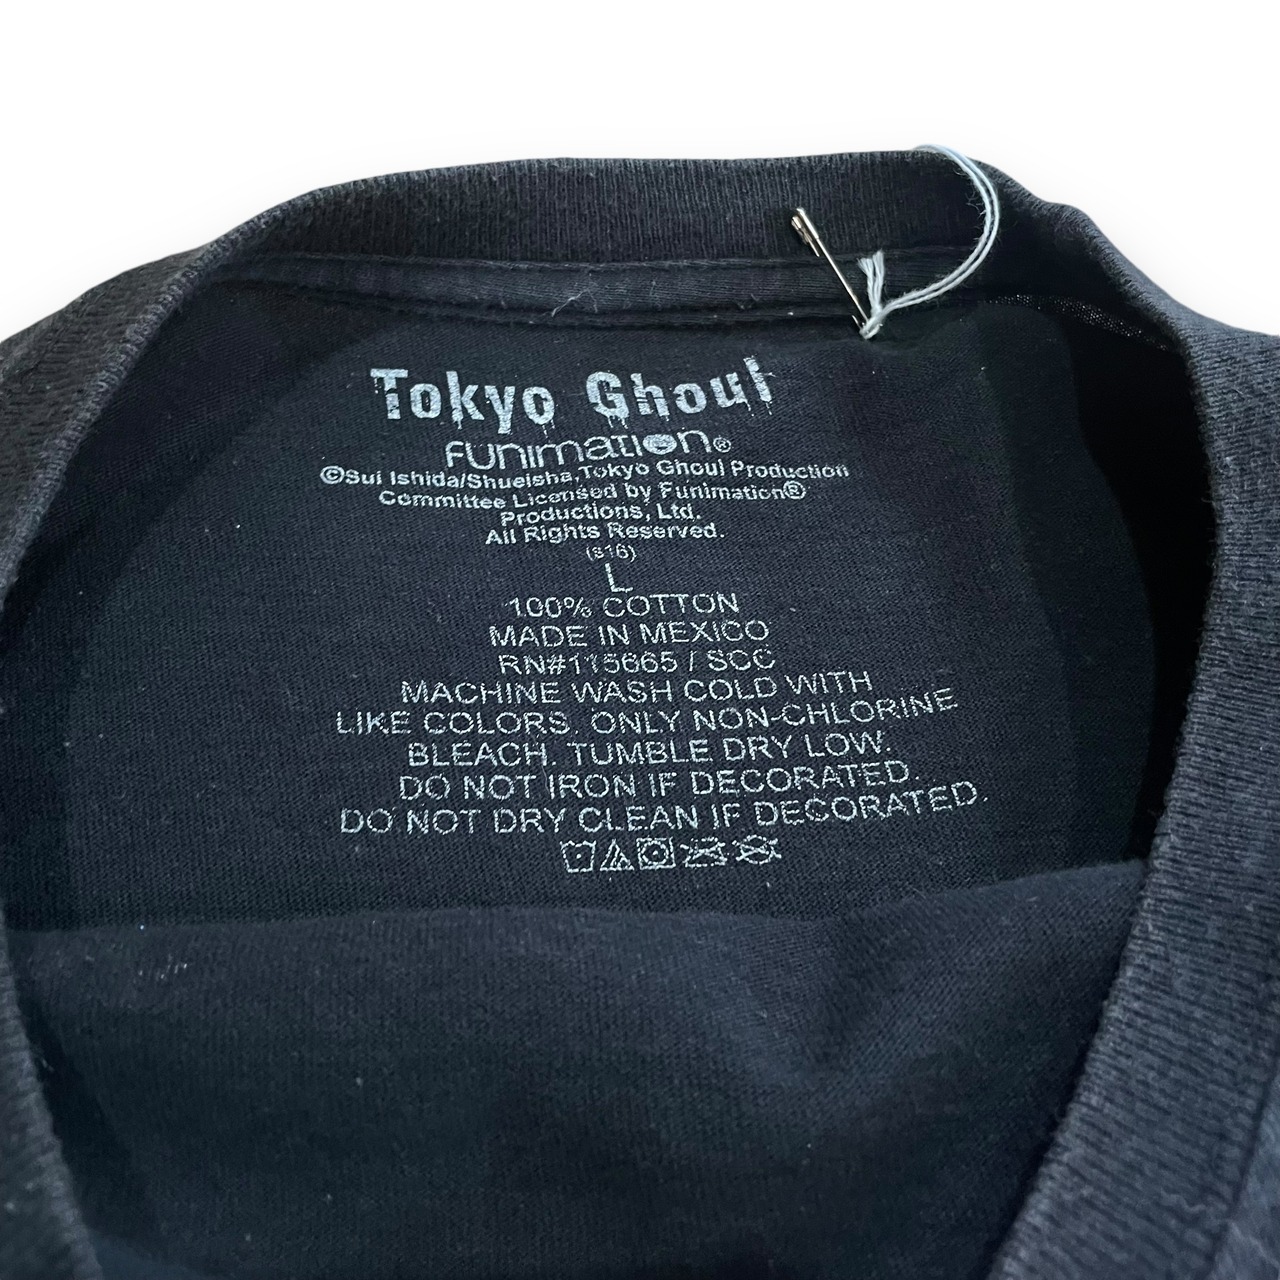 Tokyo Ghoul
FUNIMATION®
©Sui Ishida/Shueisha,Tokyo Ghoul Production
Committee Licensed by Funimation®
Productions, Ltd.
All Rights Reserved.
(s16)
L
100% COTTON
MADE IN MEXICO
RN#115665 / SCC
MACHINE WASH COLD WITH
LIKE COLORS. ONLY NON-CHLORINE
BLEACH. TUMBLE DRY LOW.
DO NOT IRON IF DECORATED.
DO NOT DRY CLEAN IF DECORATED.